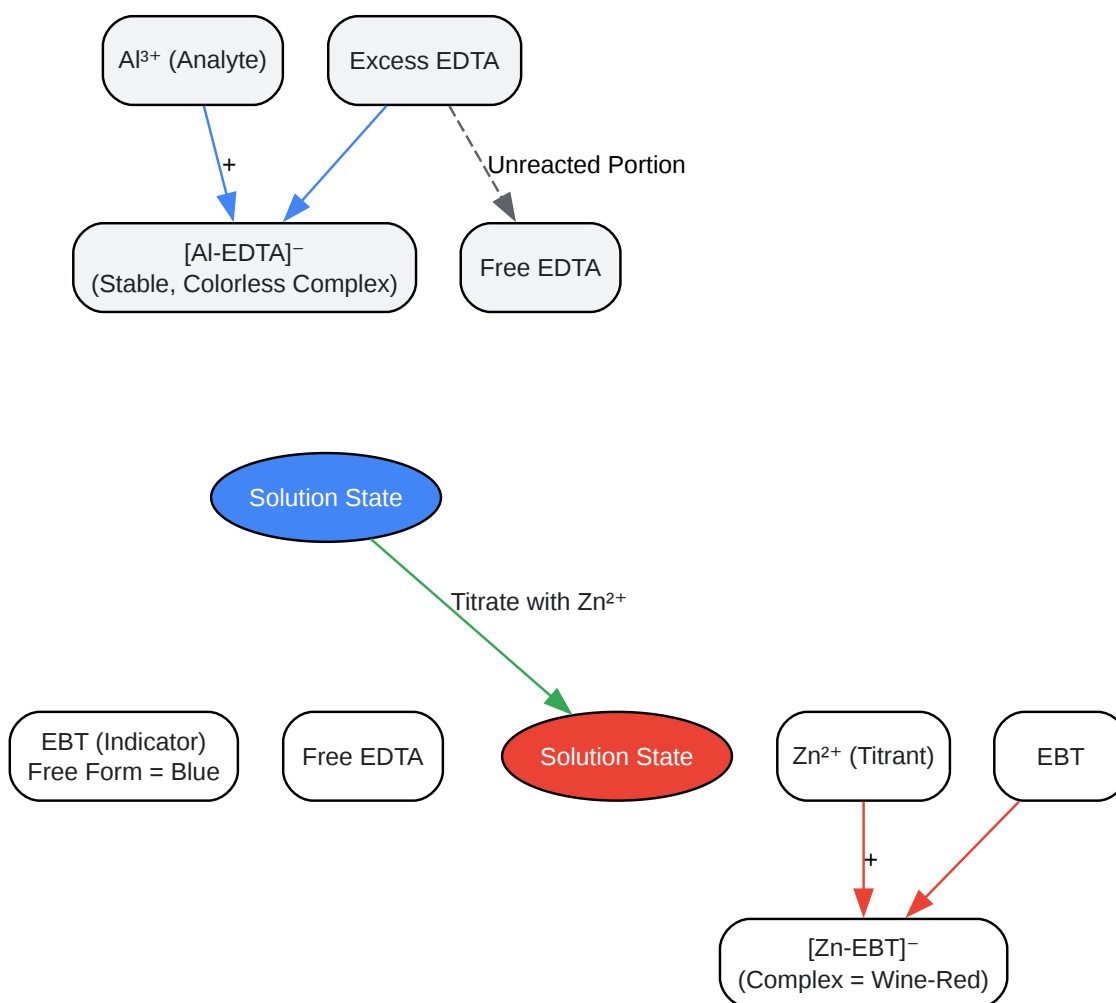 Al³⁺ (Analyte)
Excess EDTA
+
Unreacted Portion
[Al-EDTA]⁻
(Stable, Colorless Complex)
Free EDTA
Solution State
Titrate with Zn²⁺
EBT (Indicator)
Free Form = Blue
Free EDTA
Solution State
Zn²⁺ (Titrant)
EBT
+
[Zn-EBT]⁻
(Complex = Wine-Red)